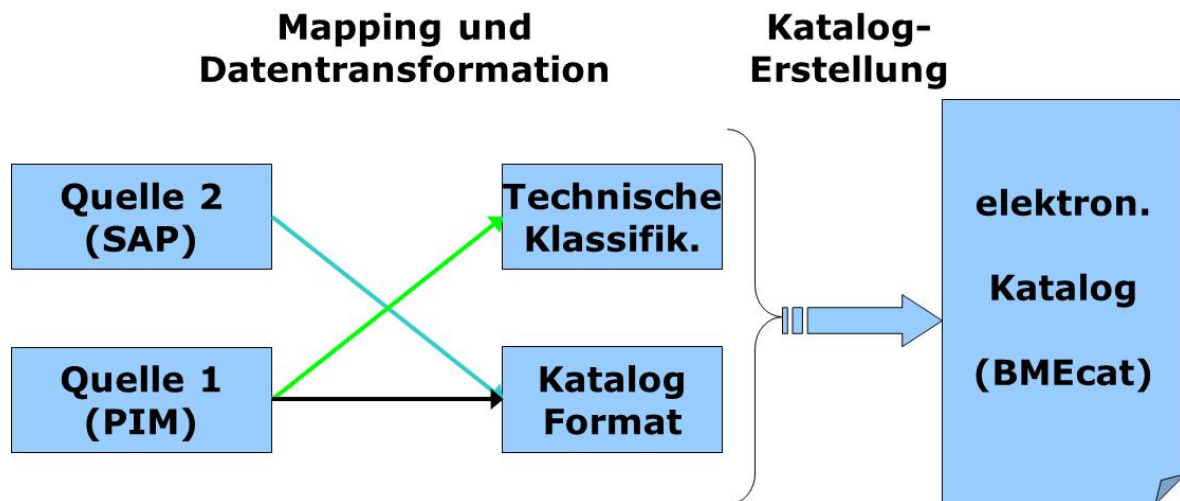 Mapping und
Datentransformation
Katalog-
Erstellung
Quelle 2
(SAP)
Technische
Klassifik.
Quelle 1
(PIM)
Katalog
Format
elektron.
Katalog
(BMEcat)